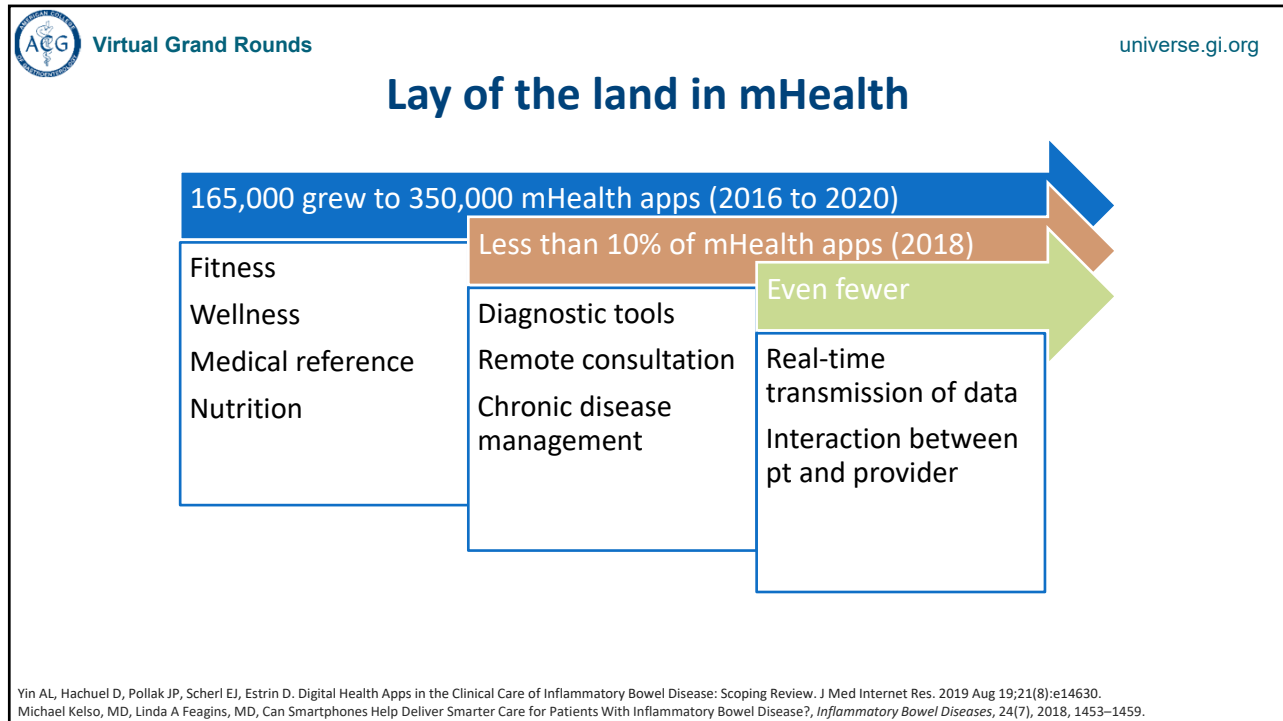 AMERICAN COLLEGE
ACG
OF GASTROENTEROLOGY
Virtual Grand Rounds
universe.gi.org
Lay of the land in mHealth
165,000 grew to 350,000 mHealth apps (2016 to 2020)
Fitness
Wellness
Medical reference
Nutrition
Less than 10% of mHealth apps (2018)
Diagnostic tools
Remote consultation
Chronic disease
management
Even fewer
Real-time
transmission of data
Interaction between
pt and provider
Yin AL, Hachuel D, Pollak JP, Scherl EJ, Estrin D. Digital Health Apps in the Clinical Care of Inflammatory Bowel Disease: Scoping Review. J Med Internet Res. 2019 Aug 19;21(8):e14630.
Michael Kelso, MD, Linda A Feagins, MD, Can Smartphones Help Deliver Smarter Care for Patients With Inflammatory Bowel Disease?, Inflammatory Bowel Diseases, 24(7), 2018, 1453–1459.